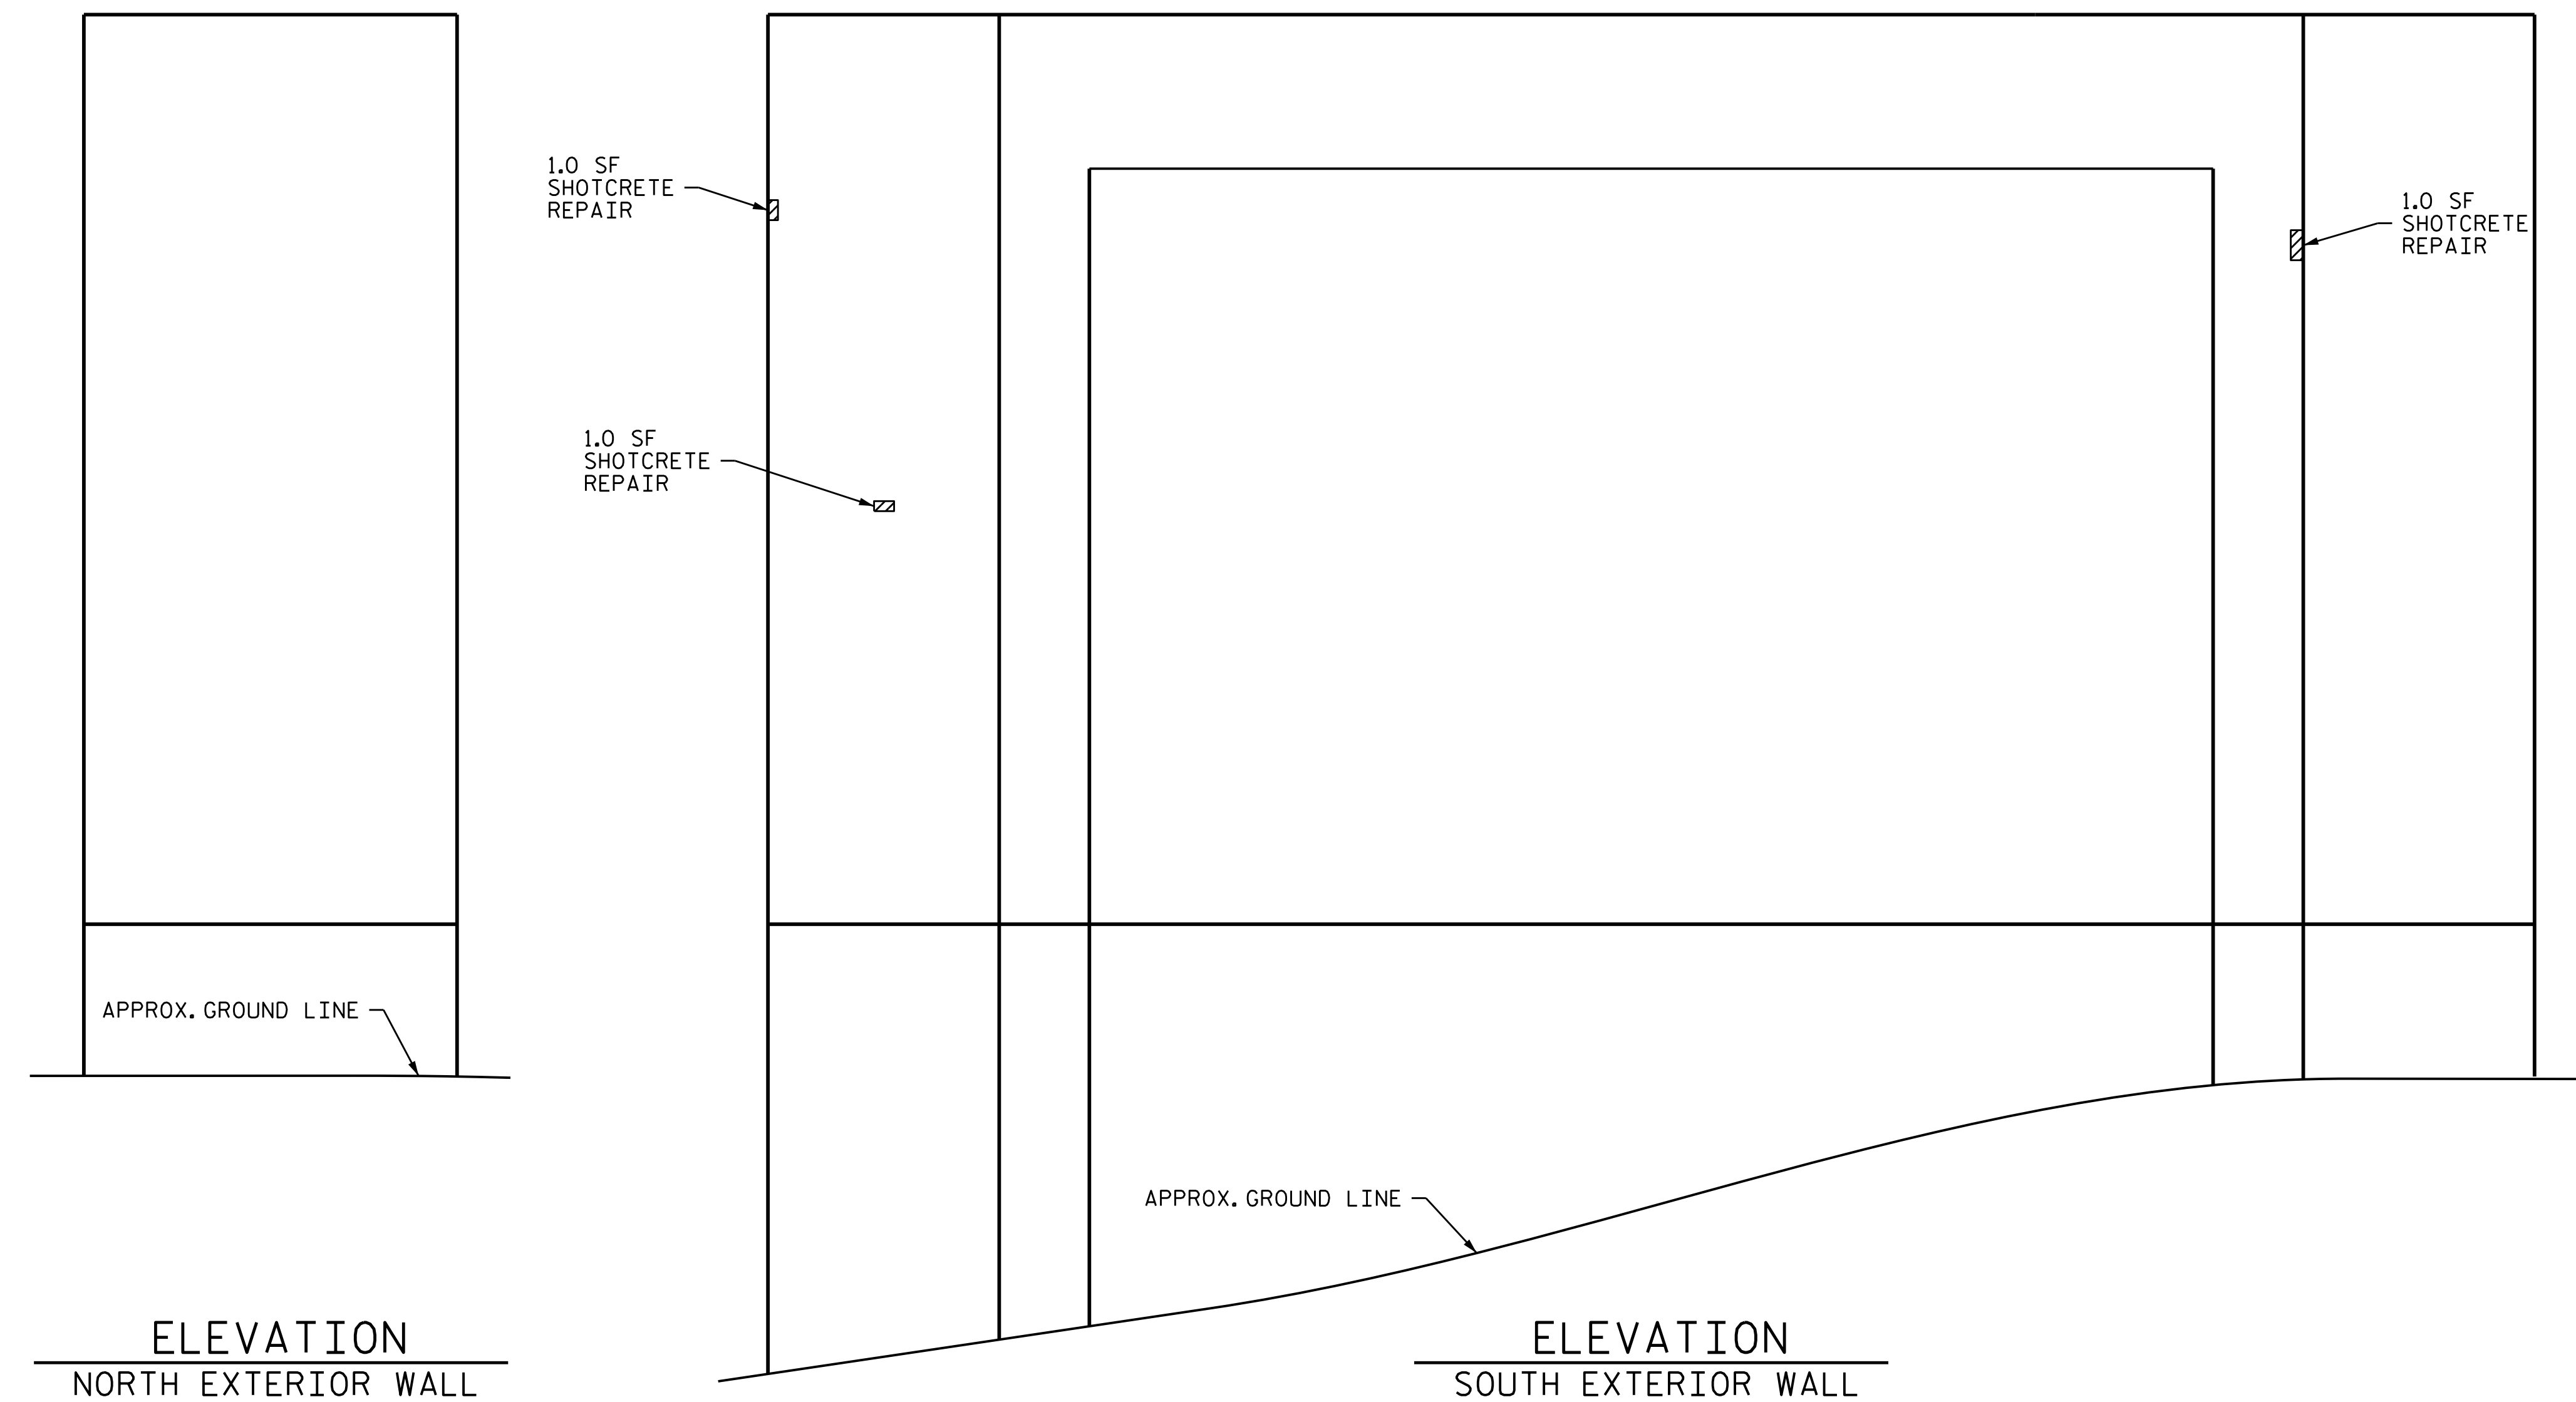 1.0 SF
SHOTCRETE
REPAIR
1.0 SF
SHOTCRETE
REPAIR
1.0 SF
SHOTCRETE
REPAIR
APPROX. GROUND LINE
APPROX. GROUND LINE
ELEVATION
NORTH EXTERIOR WALL
ELEVATION
SOUTH EXTERIOR WALL